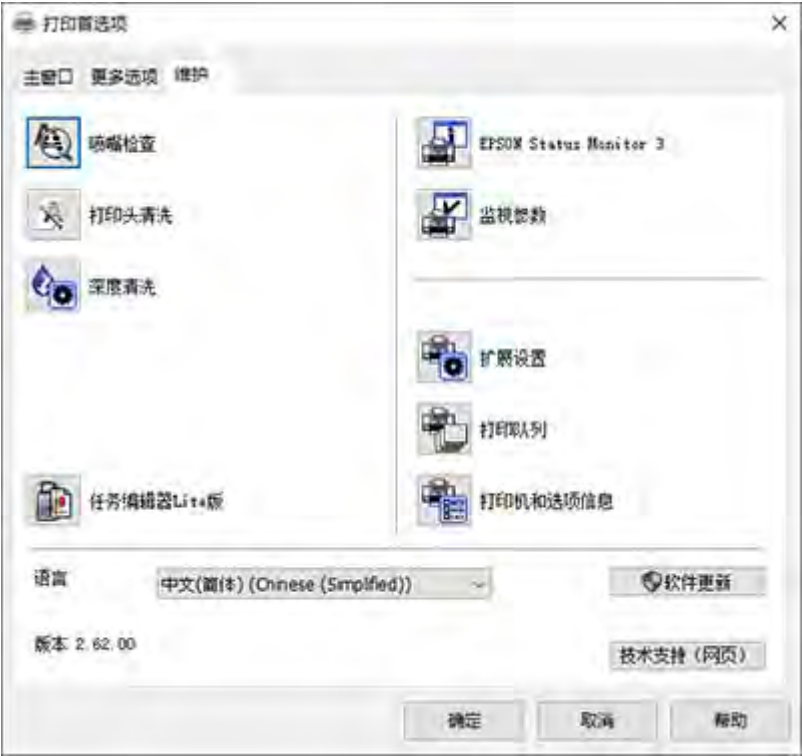 打印首选项
主窗口 更多选项 维护
喷嘴检查
打印头清洗
深度清洗
任务编辑器Lite版
EPSON Status Monitor 3
监视参数
扩展设置
打印队列
打印机和选项信息
语言 中文(简体) (Chinese (Simplified)) 软件更新
版本 2.62.00
技术支持（网页）
确定 取消 帮助